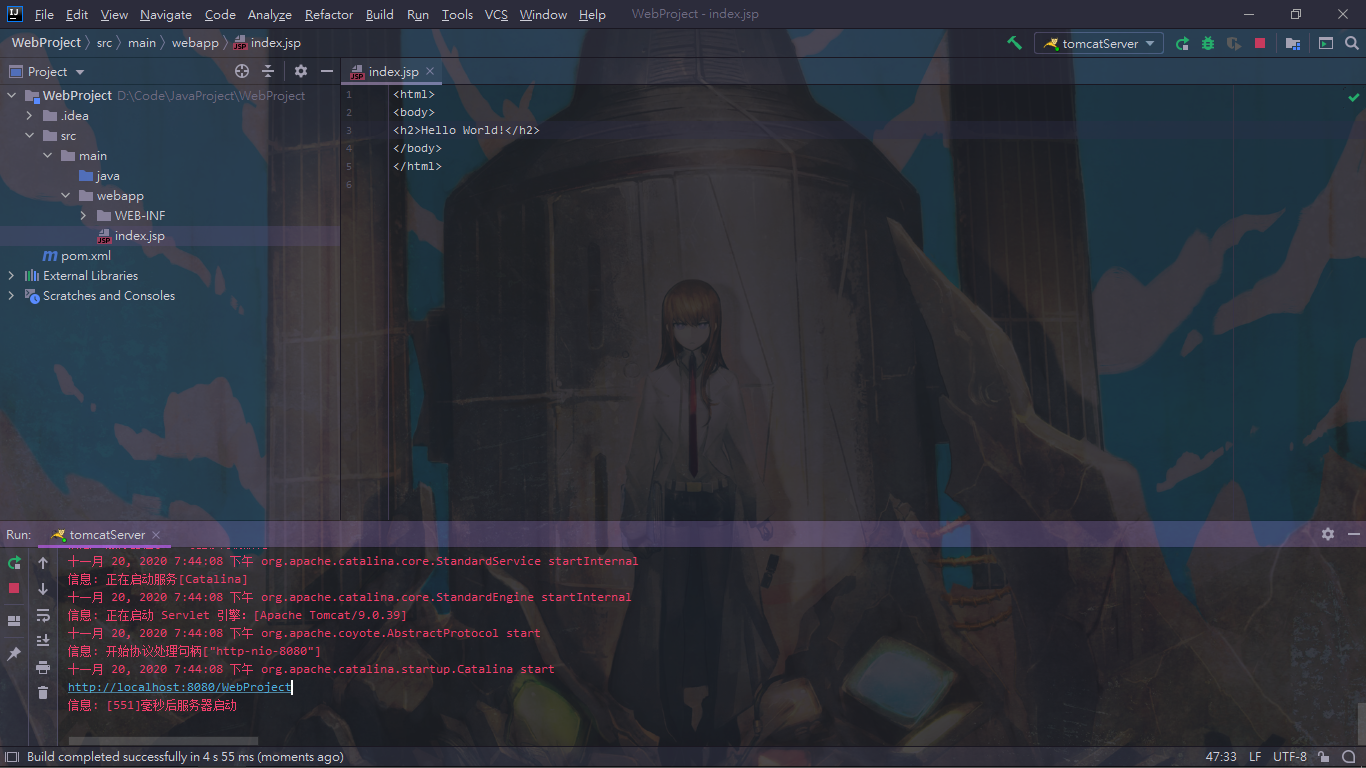 File Edit View Navigate Code Analyze Refactor Build Run Tools VCS Window Help WebProject - index.jsp
WebProject src main webapp index.jsp
tomcatServer
Project
index.jsp
WebProject D:\Code\JavaProject\WebProject
.idea
src
main
java
webapp
WEB-INF
index.jsp
pom.xml
External Libraries
Scratches and Consoles
1 <html>
2 <body>
3 <h2>Hello World!</h2>
4 </body>
5 </html>
6
Run: tomcatServer
十一月 20, 2020 7:44:08 下午 org.apache.catalina.core.StandardService startInternal
信息: 正在启动服务[Catalina]
十一月 20, 2020 7:44:08 下午 org.apache.catalina.core.StandardEngine startInternal
信息: 正在启动 Servlet 引擎: [Apache Tomcat/9.0.39]
十一月 20, 2020 7:44:08 下午 org.apache.coyote.AbstractProtocol start
信息: 开始协议处理句柄["http-nio-8080"]
十一月 20, 2020 7:44:08 下午 org.apache.catalina.startup.Catalina start
http://localhost:8080/WebProject
信息: [551]毫秒后服务器启动
Build completed successfully in 4 s 55 ms (moments ago)
47:33 LF UTF-8